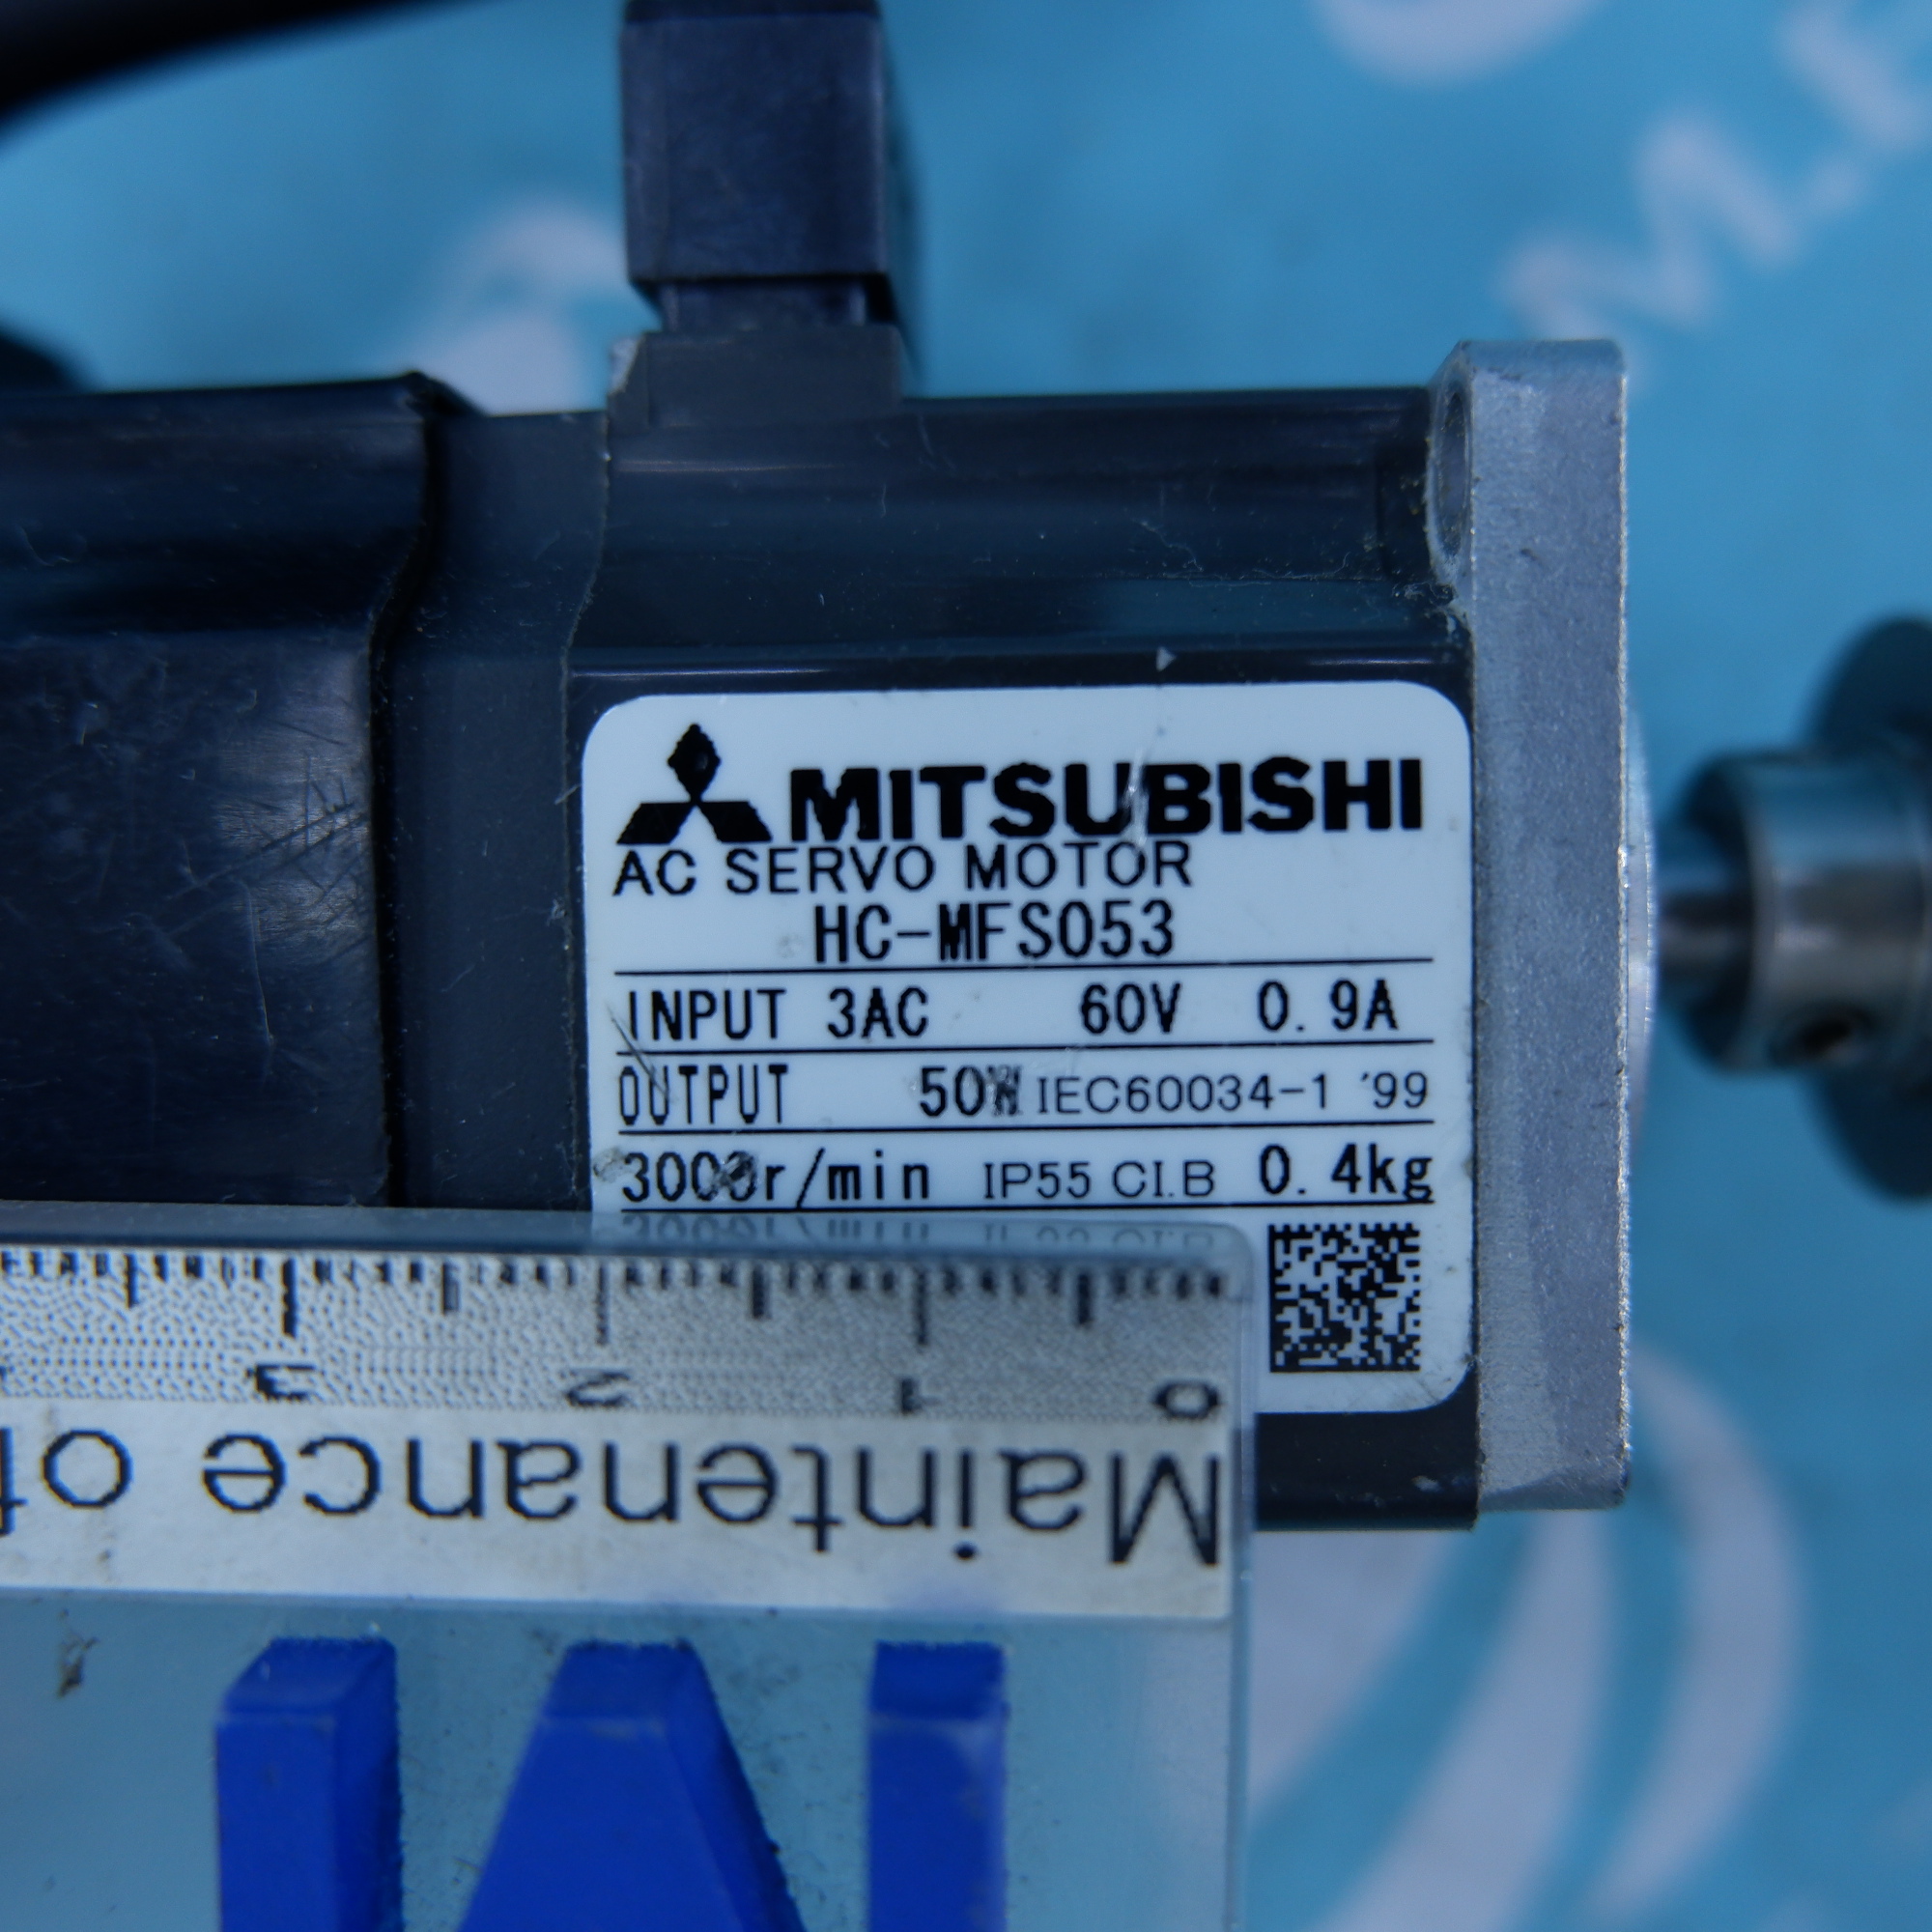 MITSUBISHI
AC SERVO MOTOR
HC-MFS053
INPUT 3AC 60V 0.9A
OUTPUT 50W IEC60034-1 '99
3000r/min IP55 CI.B 0.4kg
0 1 2 3
Maintenance of